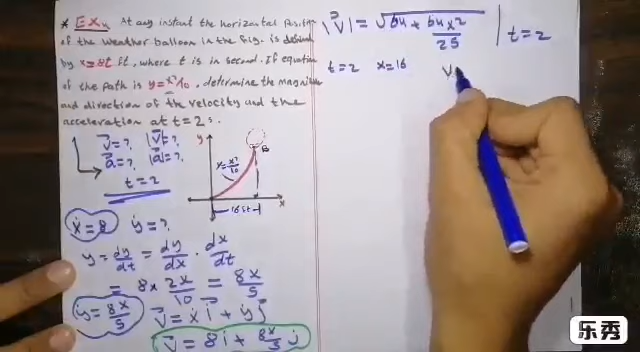 * Ex,, At any instant the horizontal position
of the weather balloon in the fig. is defined
by x=8t ft, where t is in second. If equation
of the path is y=x²/10, determine the magnitude
and direction of the velocity and the
acceleration at t=2s.
v=? |v|=?
a=? |a|=?
t=2
y
B
y=x²/10
x
16 ft
ẋ=8 ẏ=?
ẏ=dy/dt=dy/dx . dx/dt
=8x 2x/10=8x/5
ẏ=8x/5
v=ẋ i+ẏ j
v=8i+8x/5 j
|v|=√64+64x²/25 | t=2
t=2 x=16
乐秀